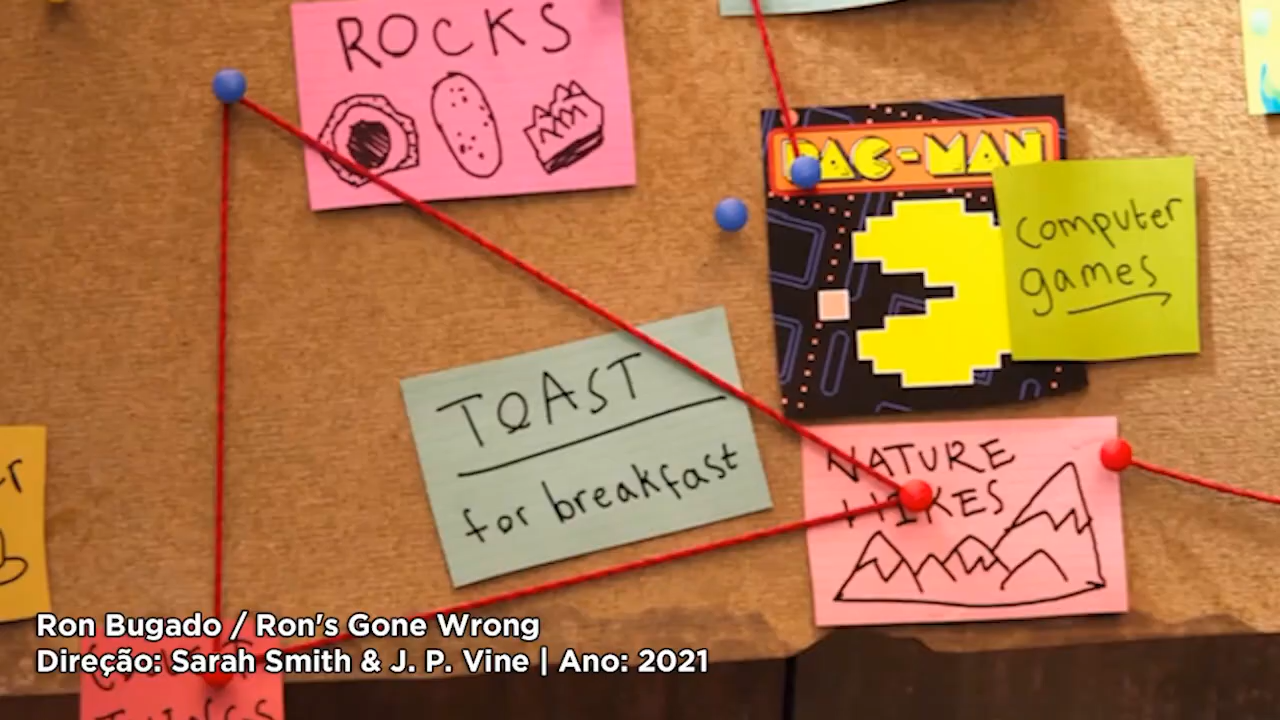 ROCKS
PAC-MAN
computer
games
TOAST
for breakfast
NATURE
HIKES
Ron Bugado / Ron's Gone Wrong
Direção: Sarah Smith & J. P. Vine | Ano: 2021
THINGS